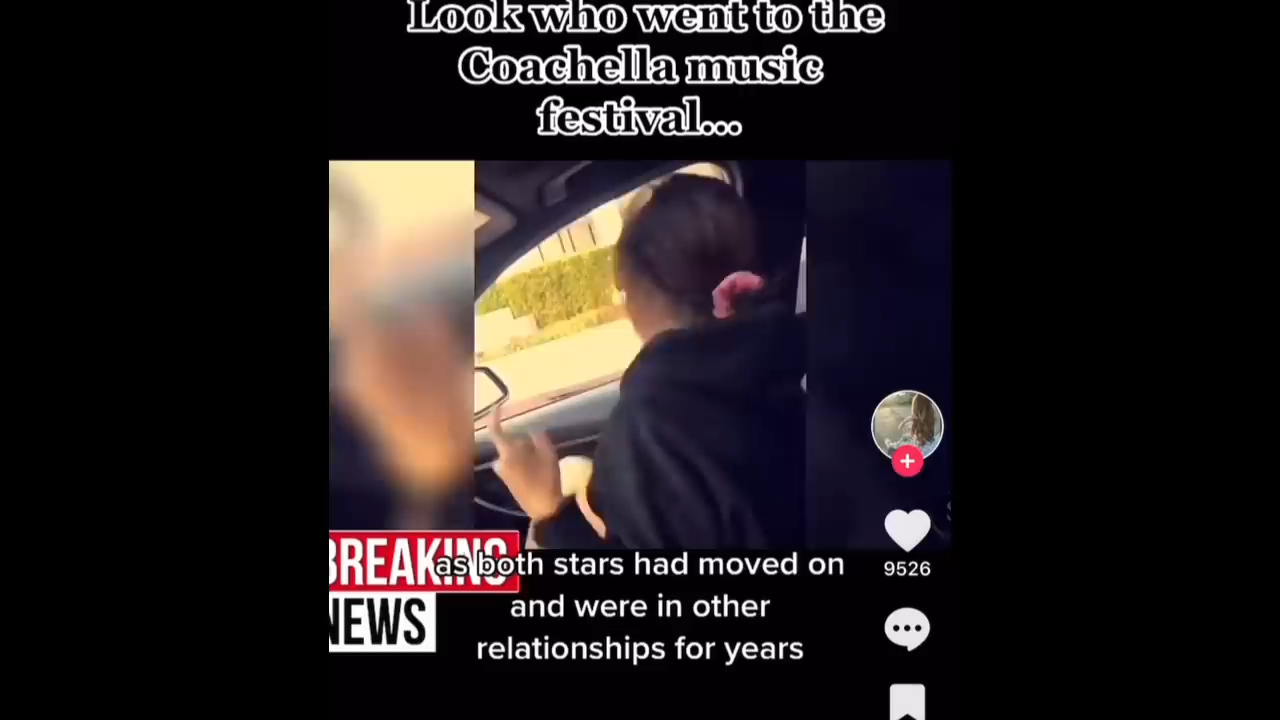 Look who went to the
Coachella music
festival...
BREAKING
NEWS
as both stars had moved on
and were in other
relationships for years
9526